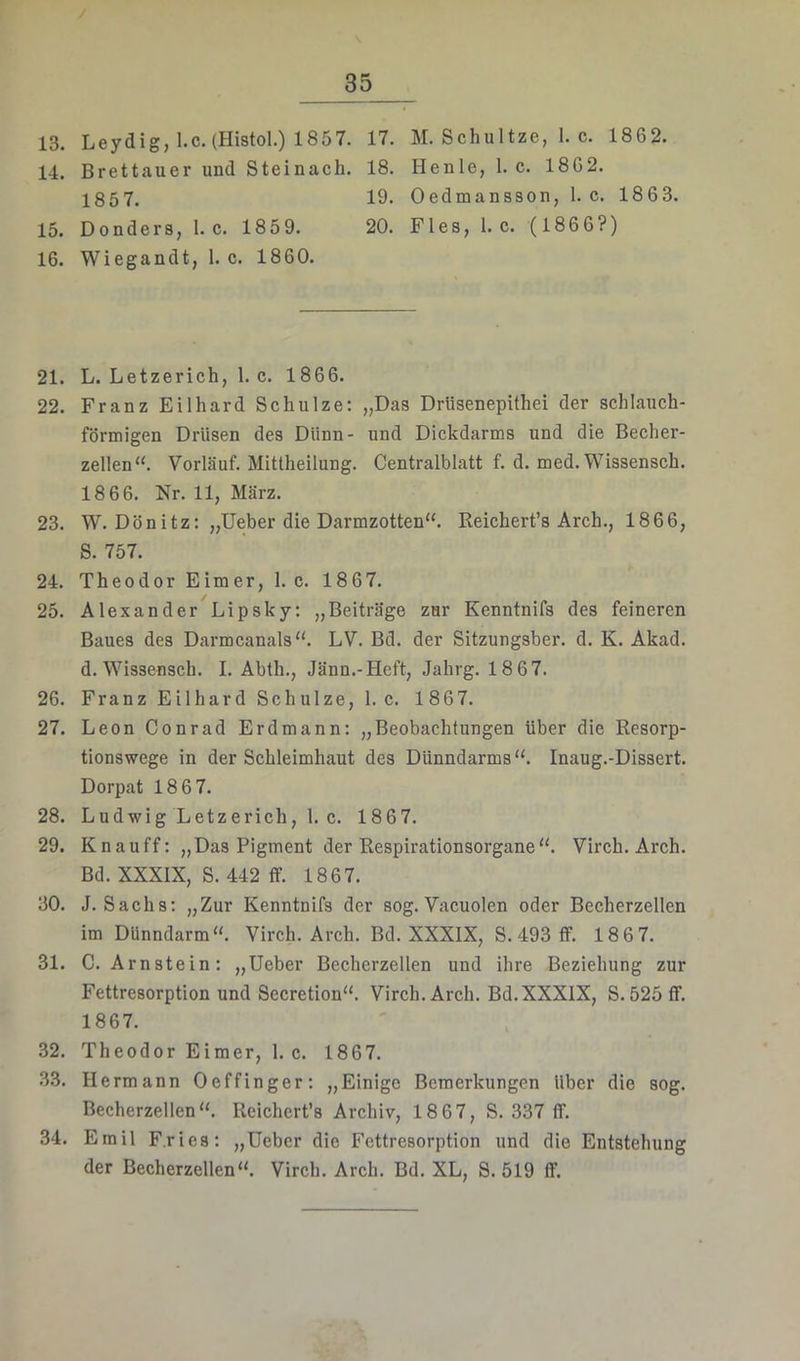 35
13. Leydig, l.c. (Histol.) 1857.
14. Brettauer und Steinach.
1857.
15. Donders, l. c. 1859.
16. Wiegandt, l. c. 1860.
17. M. Schultze, l. c. 1862.
18. Henle, l. c. 1862.
19. Oedmansson, l. c. 1863.
20. Fles, l. c. (1866?)
21. L. Letzerich, l. c. 1866.
22. Franz Eilhard Schulze: „Das Drüsenepithei der schlauch-
förmigen Drüsen des Dünn- und Dickdarms und die Becher-
zellen“. Vorläuf. Mittheilung. Centralblatt f. d. med. Wissensch.
1866. Nr. 11, März.
23. W. Dönitz: „Ueber die Darmzotten“. Reichert’s Arch., 1866,
S. 757.
24. Theodor Eimer, l. c. 1867.
25. Alexander Lipsky: „Beiträge zur Kenntnifs des feineren
Baues des Darmcanals“. LV. Bd. der Sitzungsber. d. K. Akad.
d. Wissensch. I. Abth., Jänn.-Heft, Jahrg. 1867.
26. Franz Eilhard Schulze, l. c. 1867.
27. Leon Conrad Erdmann: „Beobachtungen über die Resorp-
tionswege in der Schleimhaut des Dünndarms“. Inaug.-Dissert.
Dorpat 1867.
28. Ludwig Letzerich, l. c. 1867.
29. Knauff: „Das Pigment der Respirationsorgane“. Virch. Arch.
Bd. XXXIX, S. 442 ff. 1867.
30. J. Sachs: „Zur Kenntnifs der sog. Vacuolen oder Becherzellen
im Dünndarm“. Virch. Arch. Bd. XXXIX, S. 493 ff. 1867.
31. C. Arnstein: „Ueber Becherzellen und ihre Beziehung zur
Fettresorption und Secretion“. Virch. Arch. Bd. XXXIX, S. 525 ff.
1867.
32. Theodor Eimer, l. c. 1867.
33. Hermann Oeffinger: „Einige Bemerkungen über die sog.
Becherzellen“. Reichert’s Archiv, 1867, S. 337 ff.
34. Emil Fries: „Ueber die Fettresorption und die Entstehung
der Becherzellen“. Virch. Arch. Bd. XL, S. 519 ff.